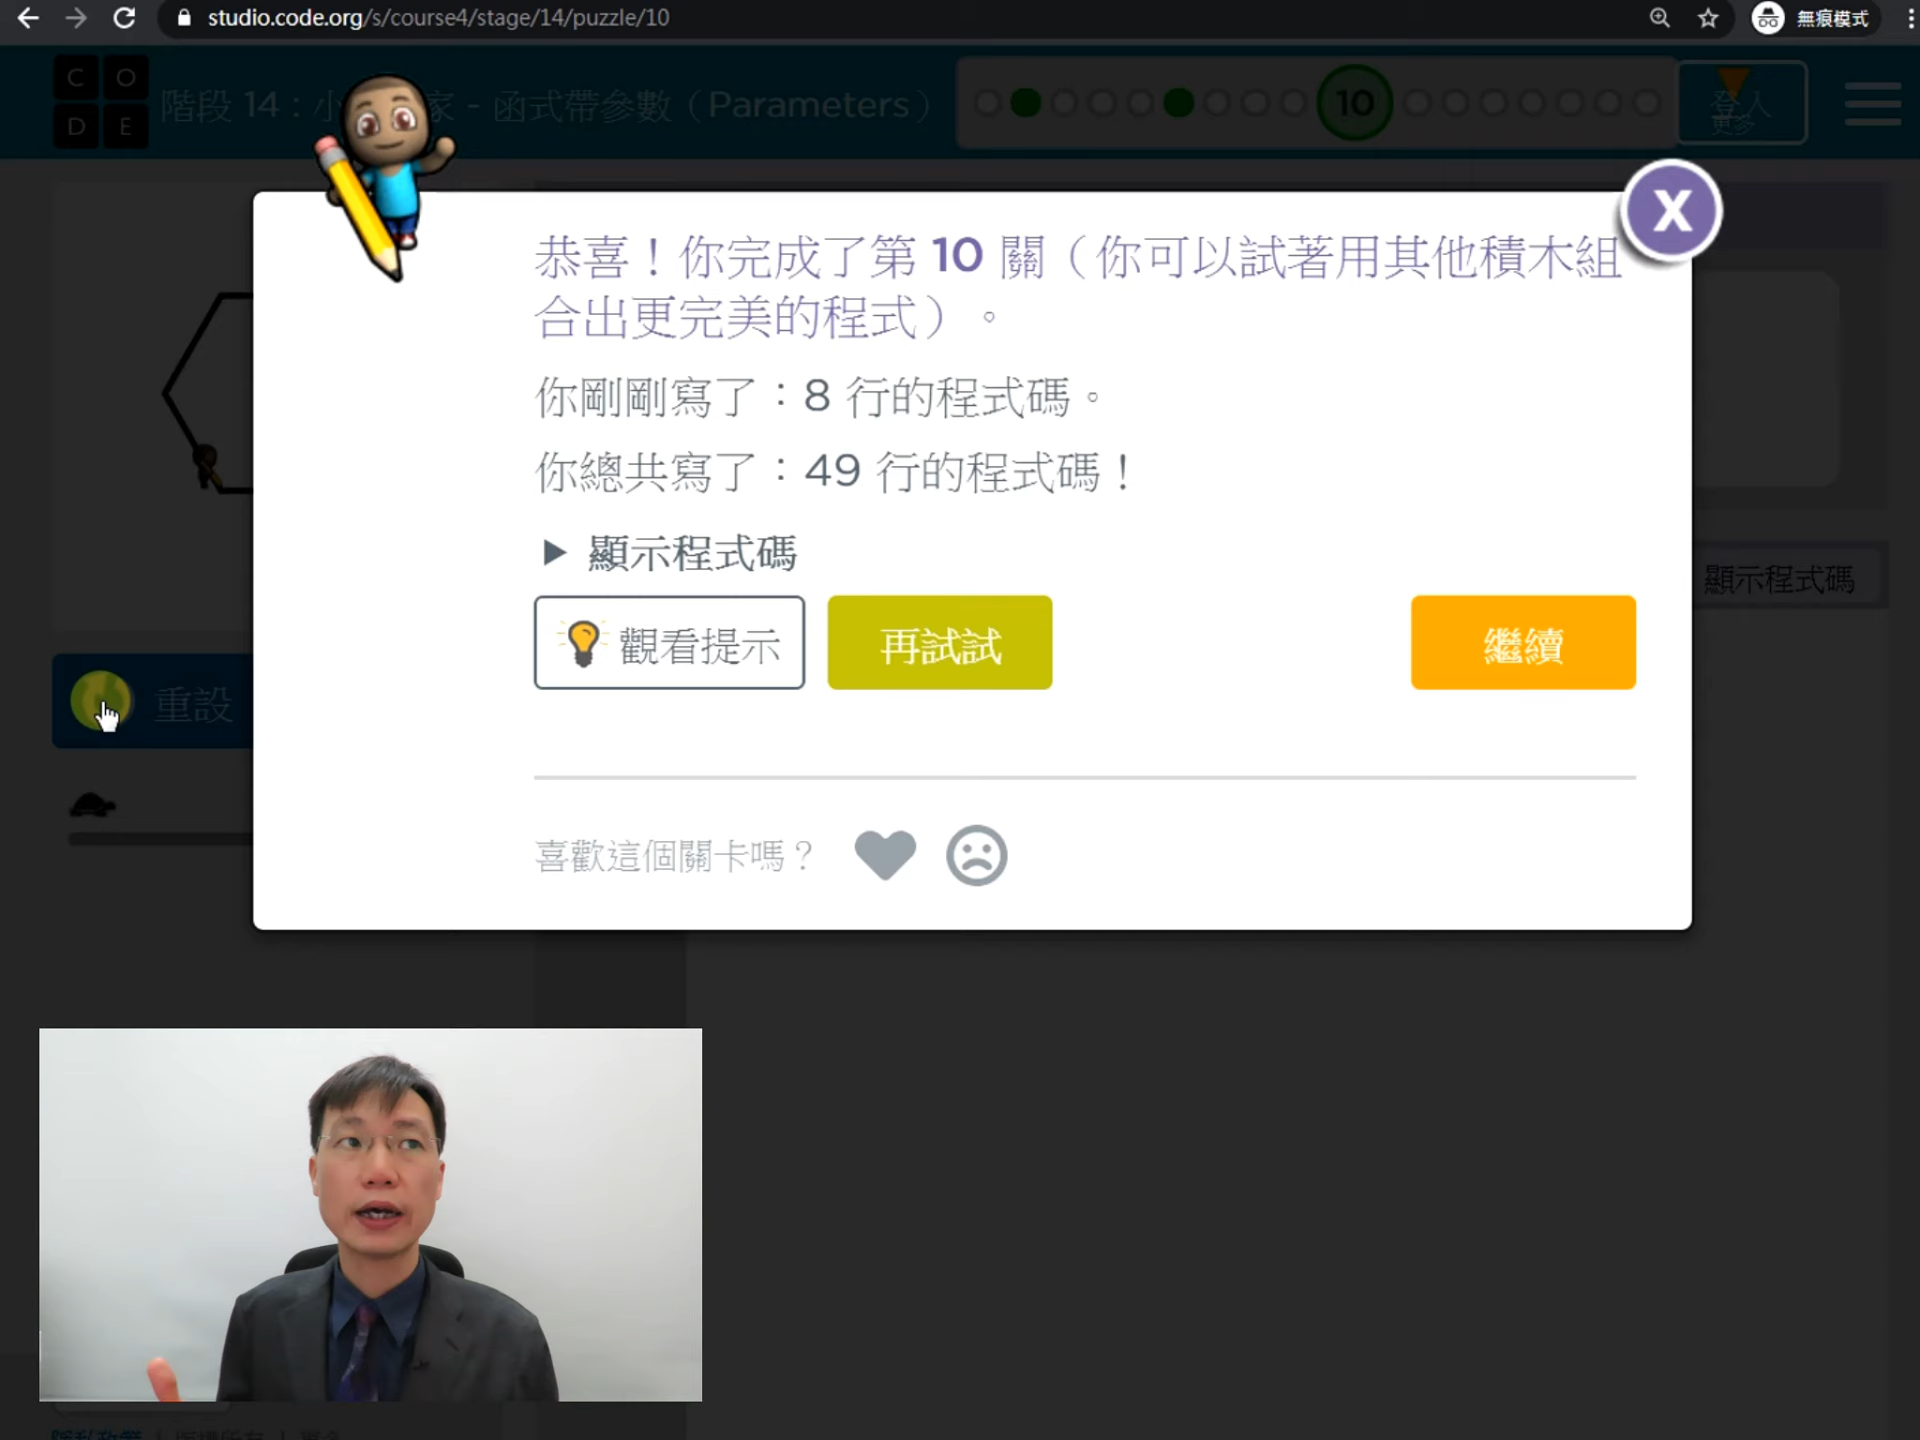 studio.code.org/s/course4/stage/14/puzzle/10
無痕模式
C O
D E
階段 14：小
家 - 函式帶參數（Parameters）
10
登入
更多
X
恭喜！你完成了第 10 關（你可以試著用其他積木組
合出更完美的程式）。
你剛剛寫了：8 行的程式碼。
你總共寫了：49 行的程式碼！
▶ 顯示程式碼
顯示程式碼
觀看提示
再試試
繼續
重設
喜歡這個關卡嗎？